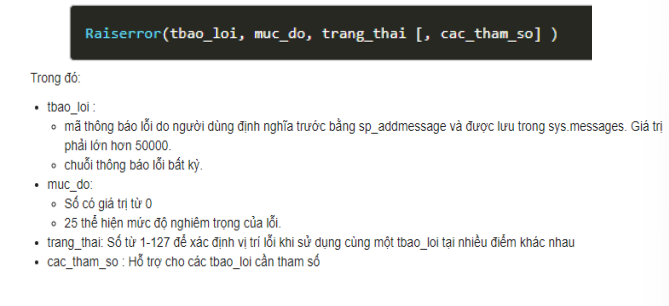 Raiserror(tbao_loi, muc_do, trang_thai [, cac_tham_so] )
Trong đó:
• tbao_loi :
∘ mã thông báo lỗi do người dùng định nghĩa trước bằng sp_addmessage và được lưu trong sys.messages. Giá trị
phải lớn hơn 50000.
∘ chuỗi thông báo lỗi bất kỳ.
• muc_do:
∘ Số có giá trị từ 0
∘ 25 thể hiện mức độ nghiêm trọng của lỗi.
• trang_thai: Số từ 1-127 để xác định vị trí lỗi khi sử dụng cùng một tbao_loi tại nhiều điểm khác nhau
• cac_tham_so : Hỗ trợ cho các tbao_loi cần tham số